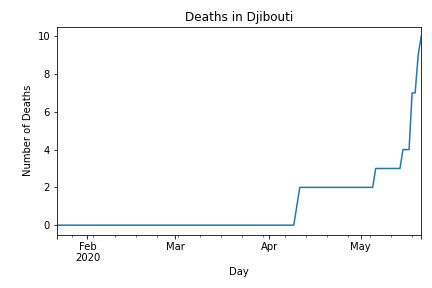 Deaths in Djibouti
10
8
6
4
2
0
Number of Deaths
Feb
2020
Mar
Apr
May
Day